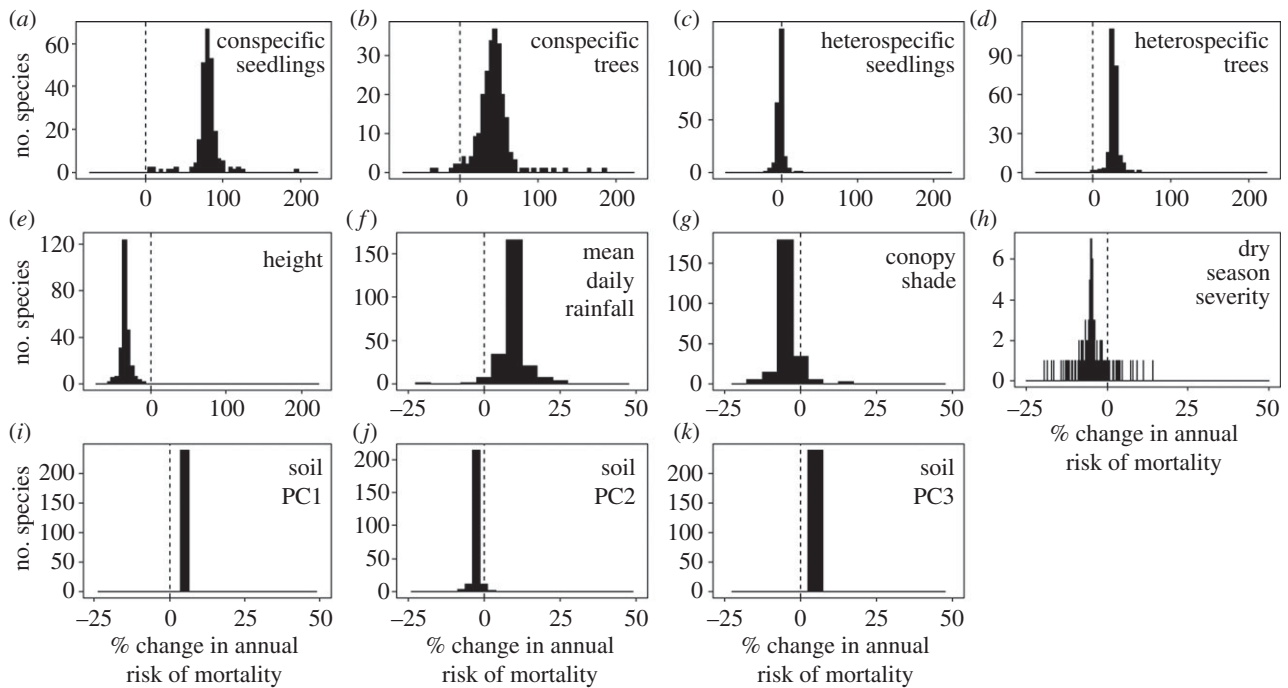 (a)
conspecific
seedlings
60
40
20
0
0
100
200
no. species
(b)
conspecific
trees
30
20
10
0
0
100
200
(c)
heterospecific
seedlings
100
50
0
0
100
200
(d)
heterospecific
trees
90
60
30
0
0
100
200
(e)
height
120
80
40
0
0
100
200
no. species
(f)
mean
daily
rainfall
150
100
50
0
−25
0
25
50
(g)
conopy
shade
150
100
50
0
−25
0
25
50
(h)
dry
season
severity
6
4
2
0
−25
0
25
50
% change in annual
risk of mortality
(i)
soil
PC1
200
150
100
50
0
−25
0
50
no. species
% change in annual
risk of mortality
(j)
soil
PC2
200
150
100
50
0
−25
0
50
% change in annual
risk of mortality
(k)
soil
PC3
200
150
100
50
0
−25
0
50
% change in annual
risk of mortality